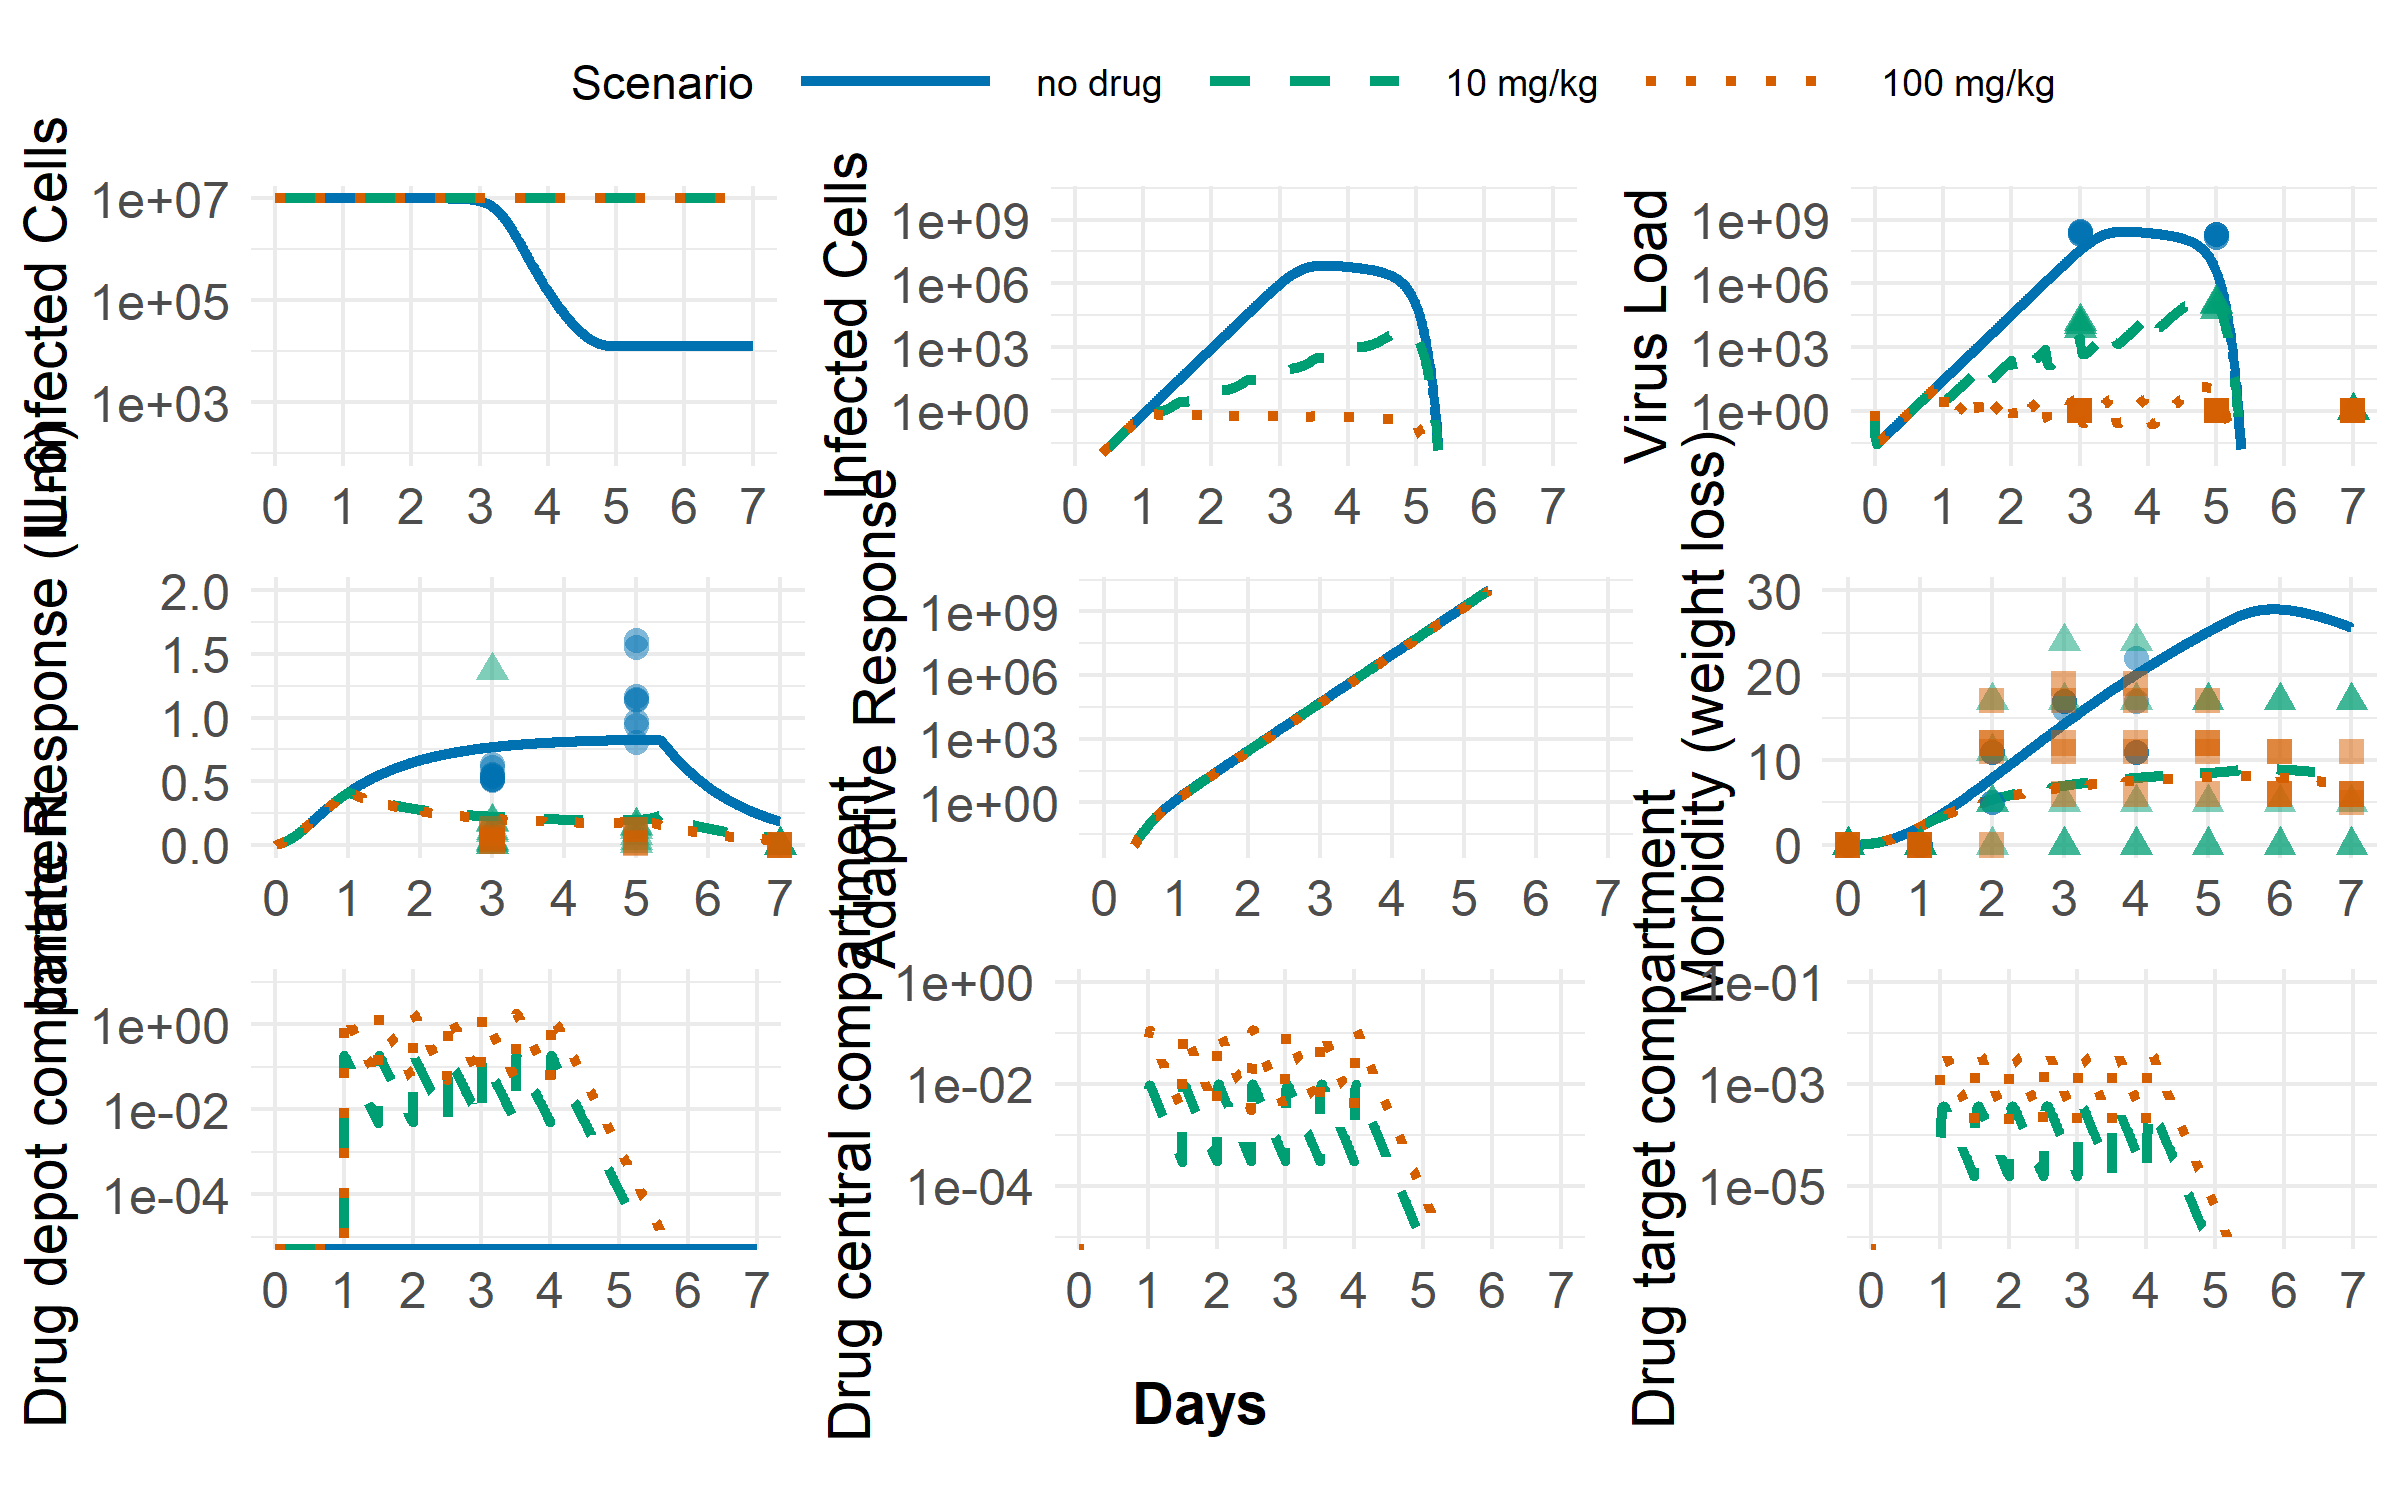 Scenario no drug 10 mg/kg 100 mg/kg
Uninfected Cells
1e+07
1e+05
1e+03
0 1 2 3 4 5 6 7
Infected Cells
1e+09
1e+06
1e+03
1e+00
0 1 2 3 4 5 6 7
Virus Load
1e+09
1e+06
1e+03
1e+00
0 1 2 3 4 5 6 7
Innate Response (IL-6)
2.0
1.5
1.0
0.5
0.0
0 1 2 3 4 5 6 7
Adaptive Response
1e+09
1e+06
1e+03
1e+00
0 1 2 3 4 5 6 7
Morbidity (weight loss)
30
20
10
0
0 1 2 3 4 5 6 7
Drug depot compartment
1e+00
1e-02
1e-04
0 1 2 3 4 5 6 7
Drug central compartment
1e+00
1e-02
1e-04
0 1 2 3 4 5 6 7
Drug target compartment
1e-01
1e-03
1e-05
0 1 2 3 4 5 6 7
Days